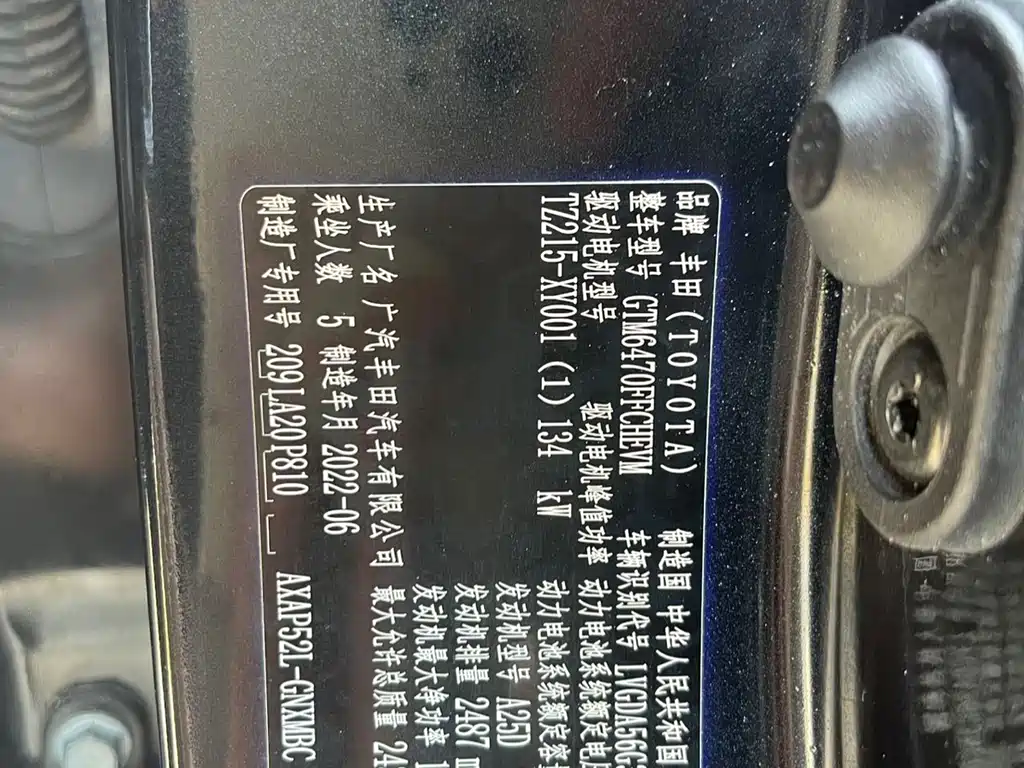 品牌 丰田(TOYOTA) 制造国 中华人民共和国
整车型号 GTM6470FFCHEVM 车辆识别代号 LVGDA56G
驱动电机型号 驱动电机峰值功率 动力电池系统额定电
TZ215-XY001 (1)134 kW 动力电池系统额定容
发动机型号 A25D
发动机排量 2487
发动机最大净功率 1
生产厂名 广汽丰田汽车有限公司 最大允许总质量 24
乘坐人数 5 制造年月 2022-06
制造厂专用号 209LA20P810 AXAP52L-GNXMBC